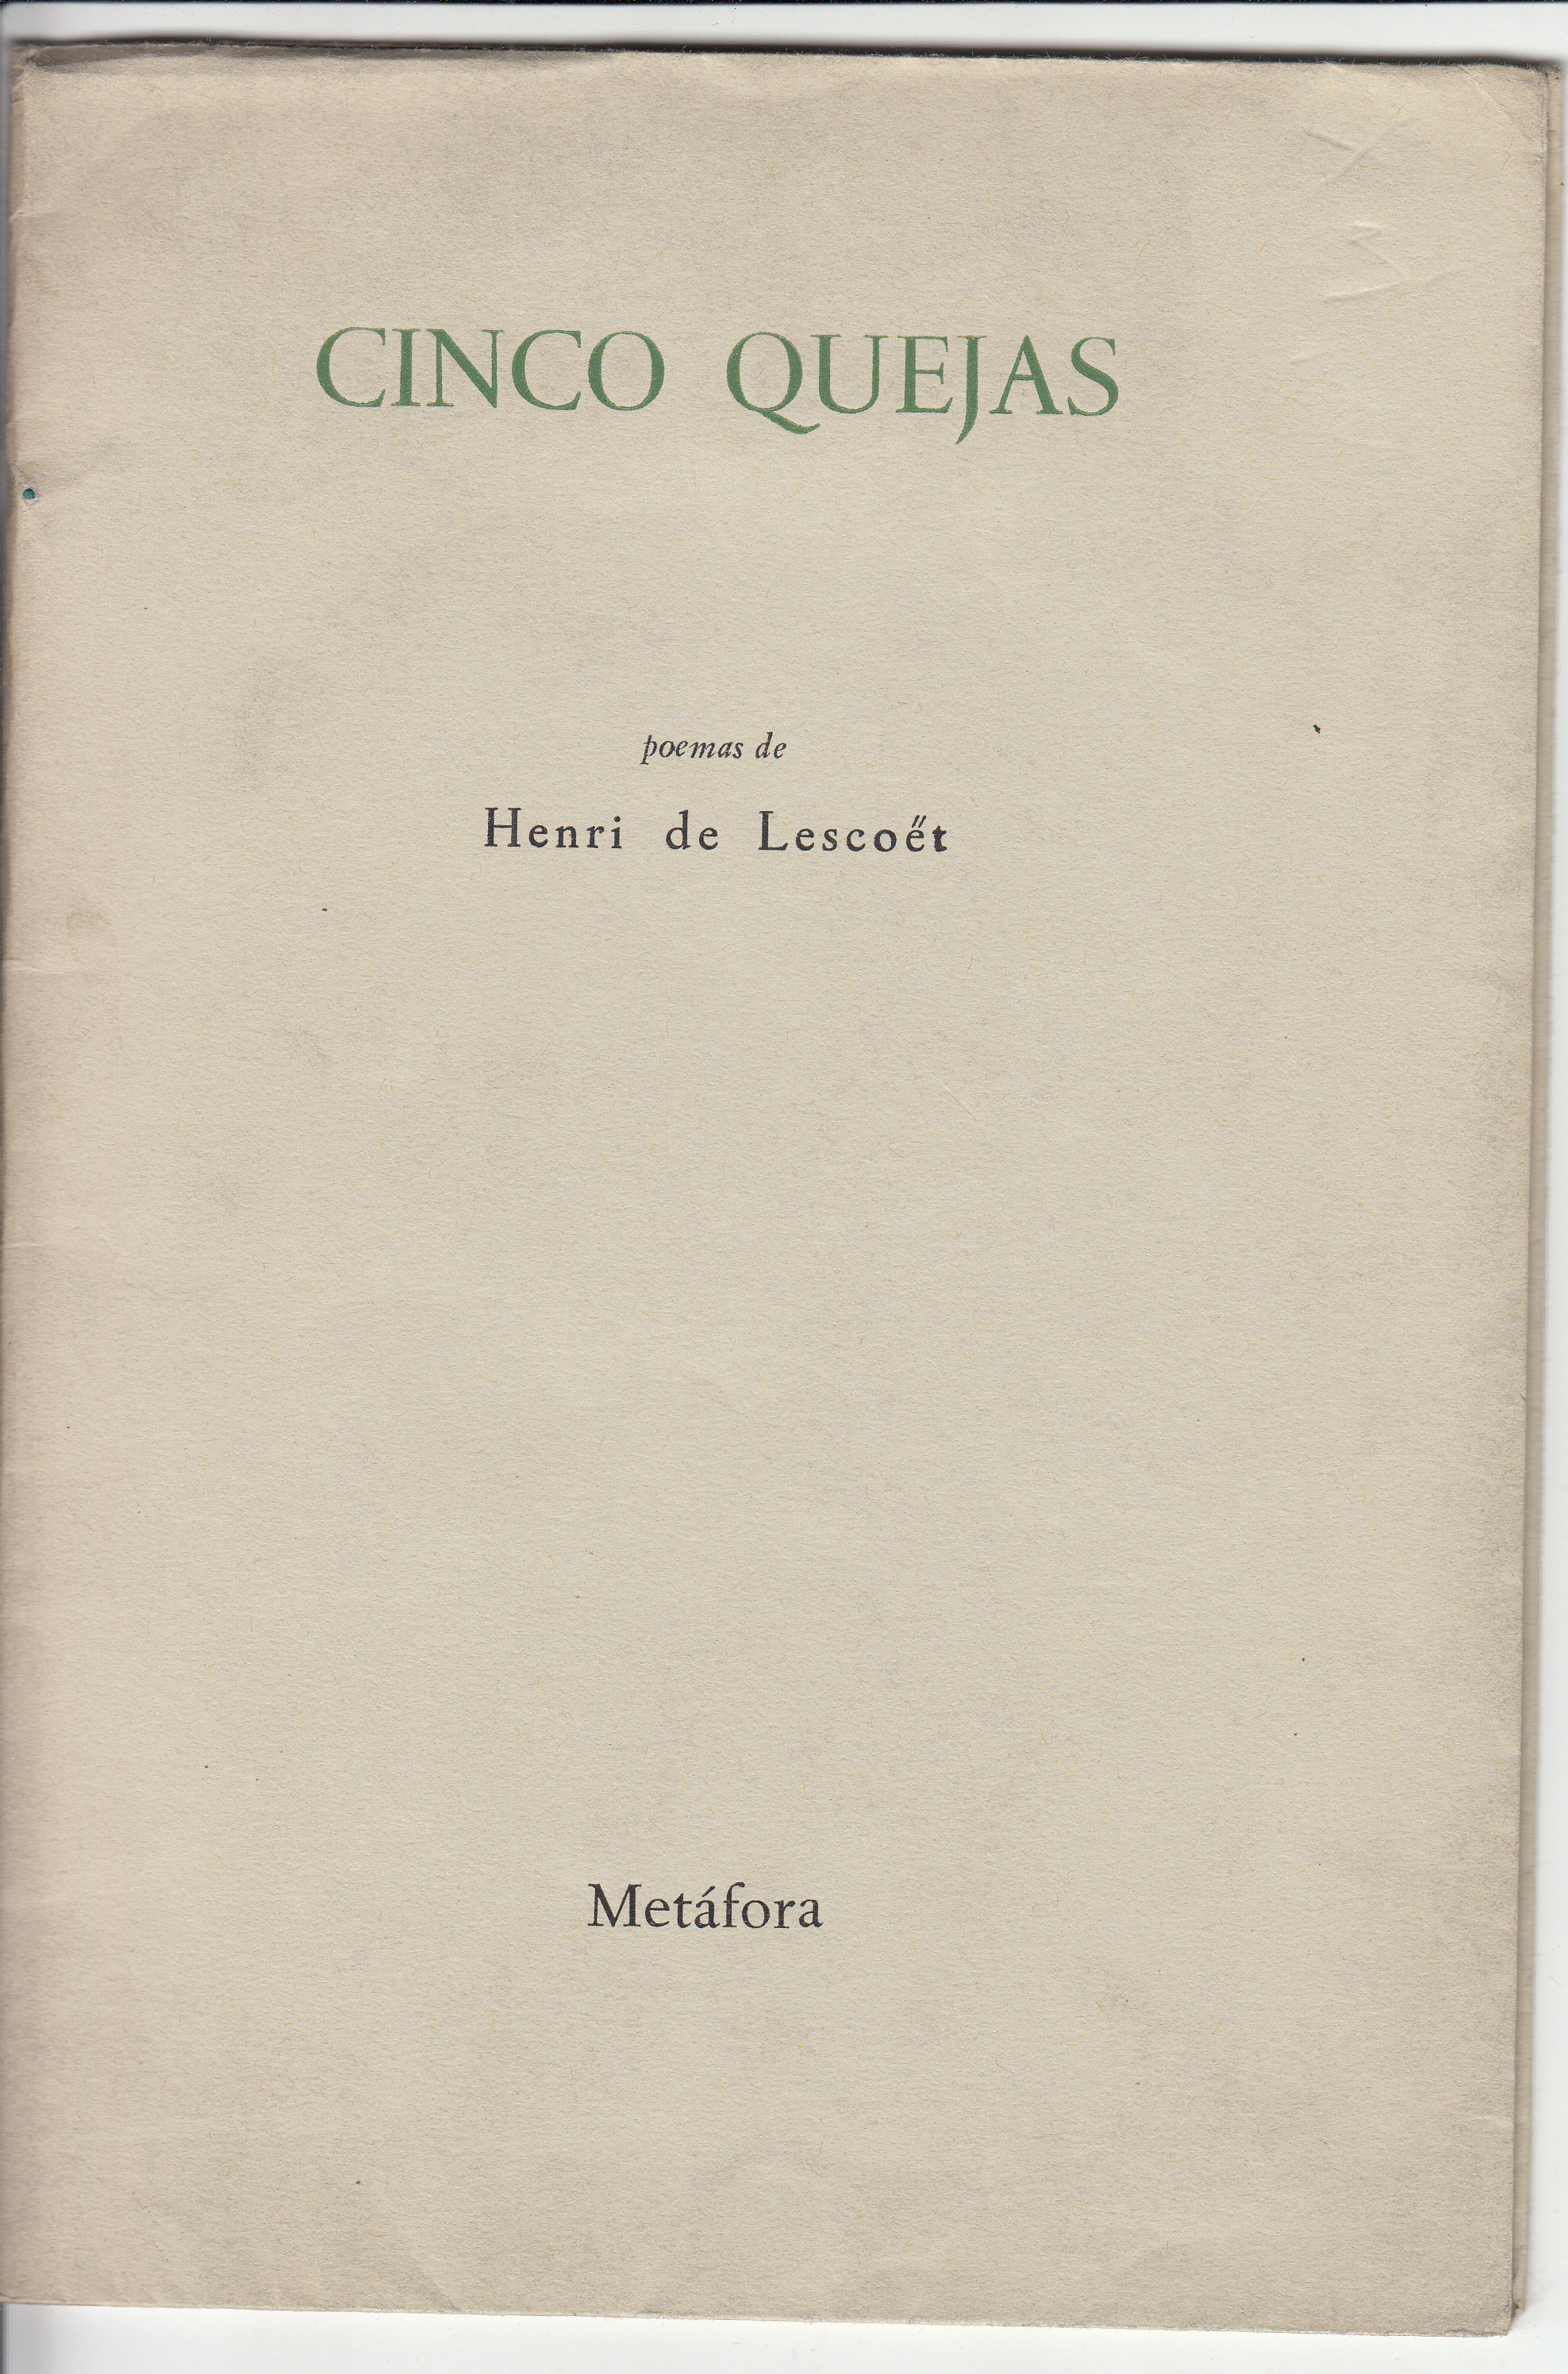 CINCO QUEJAS
poemas de
Henri de Lescoët
Metáfora